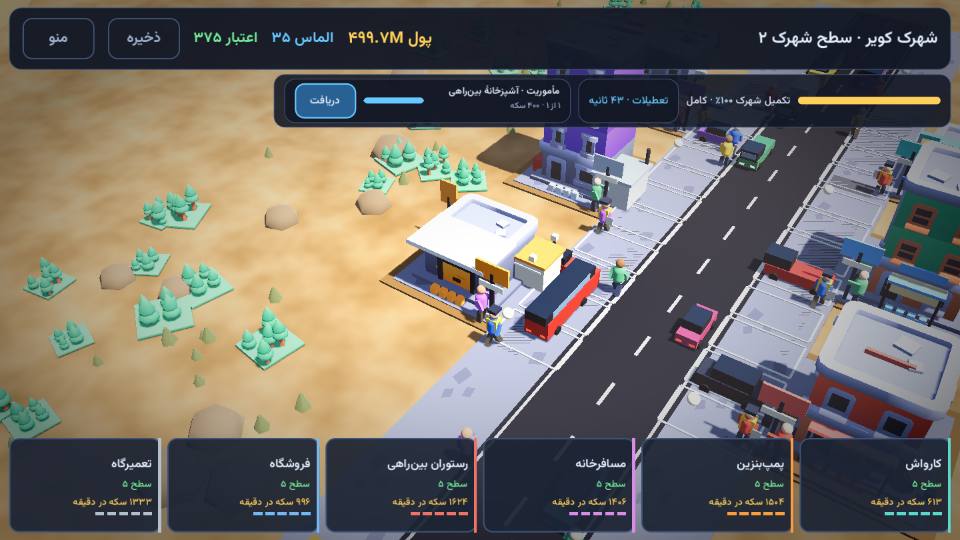 شهرک کویر · سطح شهرک ۲
پول ۴۹۹.۷M
الماس ۳۵
اعتبار ۳۷۵
ذخیره
منو
تکمیل شهرک ۱۰۰٪ · کامل
تعطیلات · ۴۳ ثانیه
مأموریت · آشپزخانهٔ بین‌راهی
۱ از ۱ · ۴۰۰ سکه
دریافت
کارواش
سطح ۵
۶۱۳ سکه در دقیقه
پمپ‌بنزین
سطح ۵
۱۵۰۴ سکه در دقیقه
مسافرخانه
سطح ۵
۱۴۰۶ سکه در دقیقه
رستوران بین‌راهی
سطح ۵
۱۶۲۴ سکه در دقیقه
فروشگاه
سطح ۵
۹۹۶ سکه در دقیقه
تعمیرگاه
سطح ۵
۱۳۳۳ سکه در دقیقه